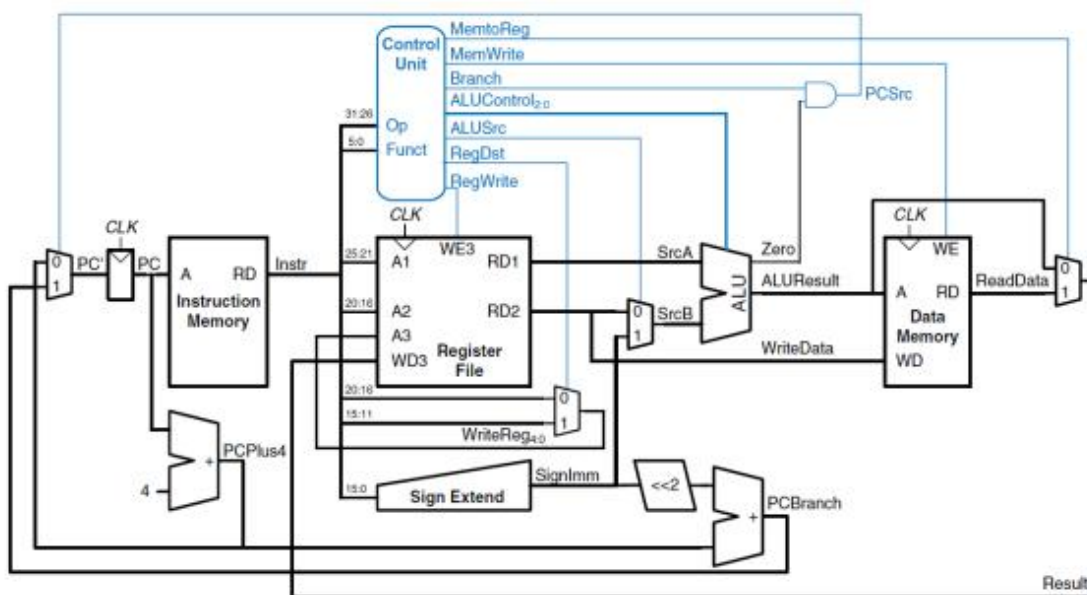 MemtoReg
Control
Unit
MemWrite
Branch
ALUControl2:0
PCSrc
31:26
Op
ALUSrc
5:0
Funct
RegDst
RegWrite
CLK
CLK
CLK
25:21
WE3
SrcA
Zero
WE
0
PC'
PC
A
RD
Instr
A1
RD1
0
1
Instruction
Memory
20:16
A2
RD2
0
SrcB
ALU
ALUResult
A
RD
ReadData
1
A3
1
Data
Memory
WD3
Register
File
WriteData
WD
20:16
0
15:11
1
WriteReg4:0
PCPlus4
+
SignImm
4
15:0
Sign Extend
<<2
PCBranch
+
Result